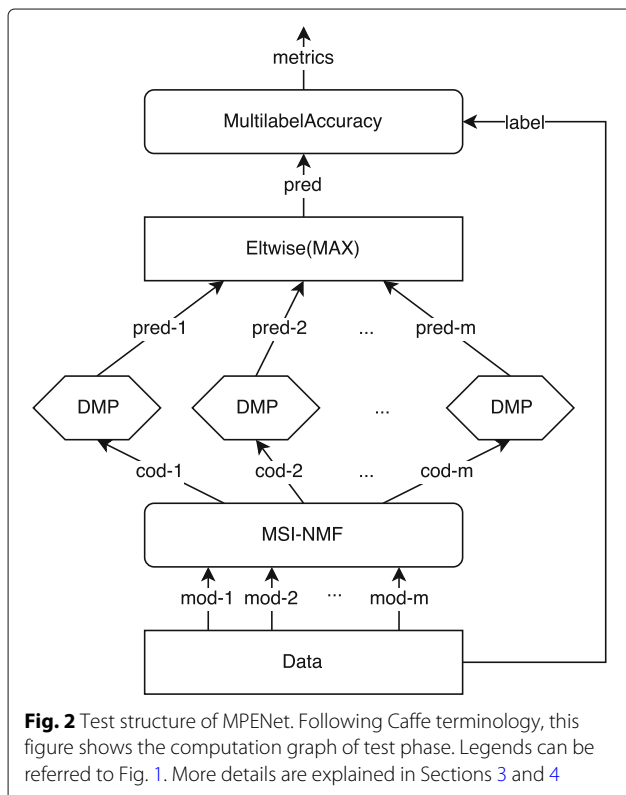 metrics
MultilabelAccuracy
label
pred
Eltwise(MAX)
pred-1 pred-2 ... pred-m
DMP DMP ... DMP
cod-1 cod-2 ... cod-m
MSI-NMF
mod-1 mod-2 ... mod-m
Data
Fig. 2 Test structure of MPENet. Following Caffe terminology, this
figure shows the computation graph of test phase. Legends can be
referred to Fig. 1. More details are explained in Sections 3 and 4